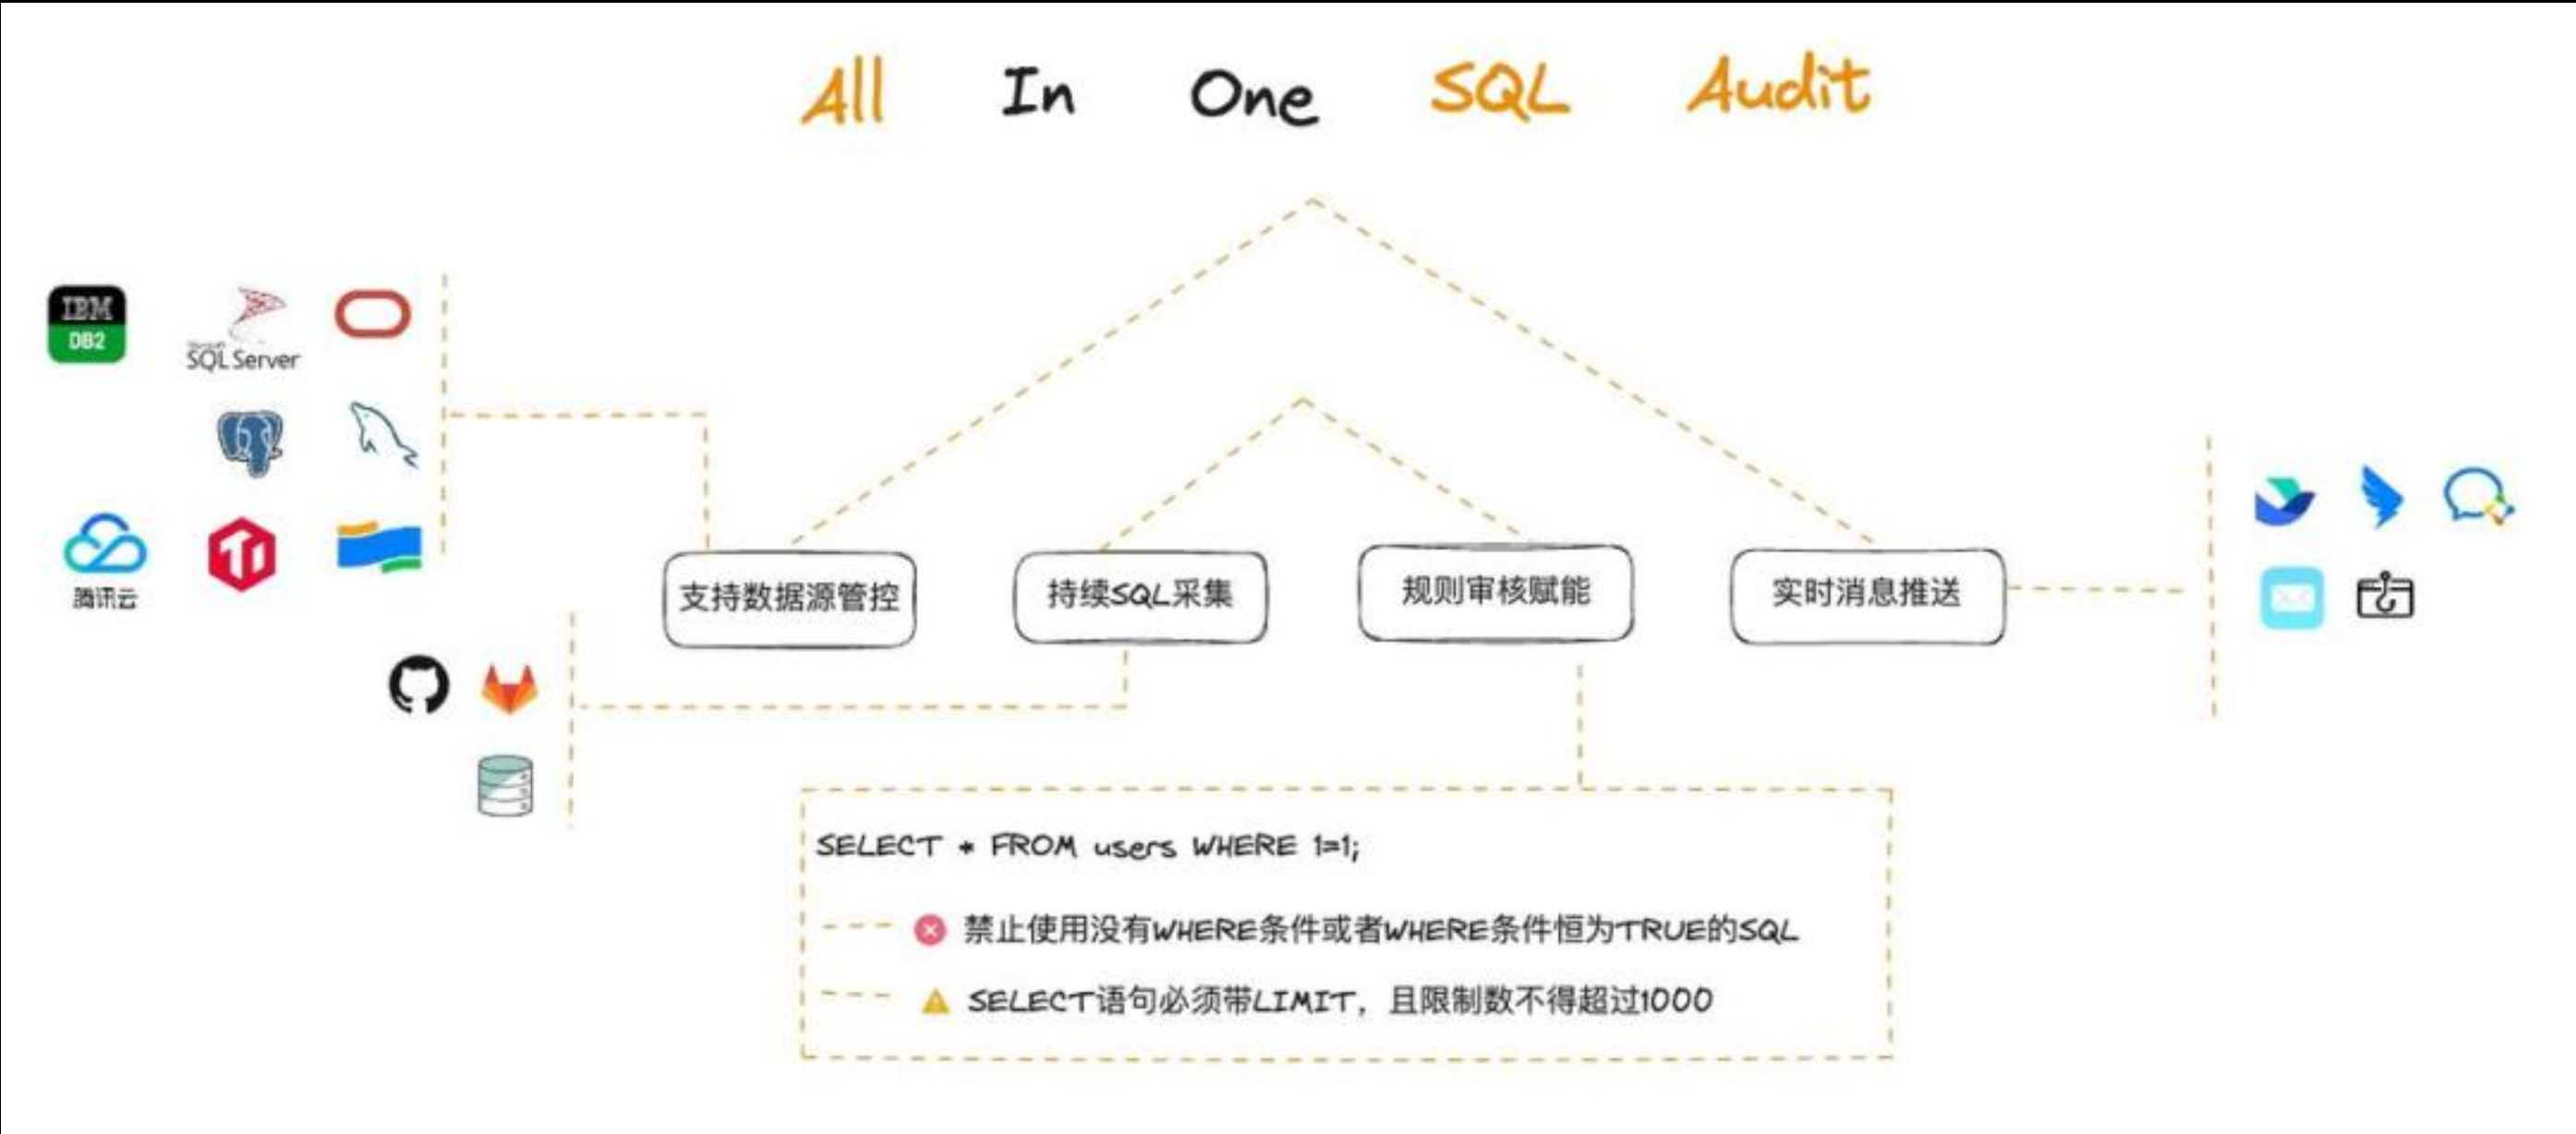 All In One SQL Audit
IBM
DB2
SQL Server
腾讯云
支持数据源管控
持续SQL采集
规则审核赋能
实时消息推送
SELECT * FROM users WHERE 1=1;
禁止使用没有WHERE条件或者WHERE条件恒为TRUE的SQL
SELECT语句必须带LIMIT，且限制数不得超过1000